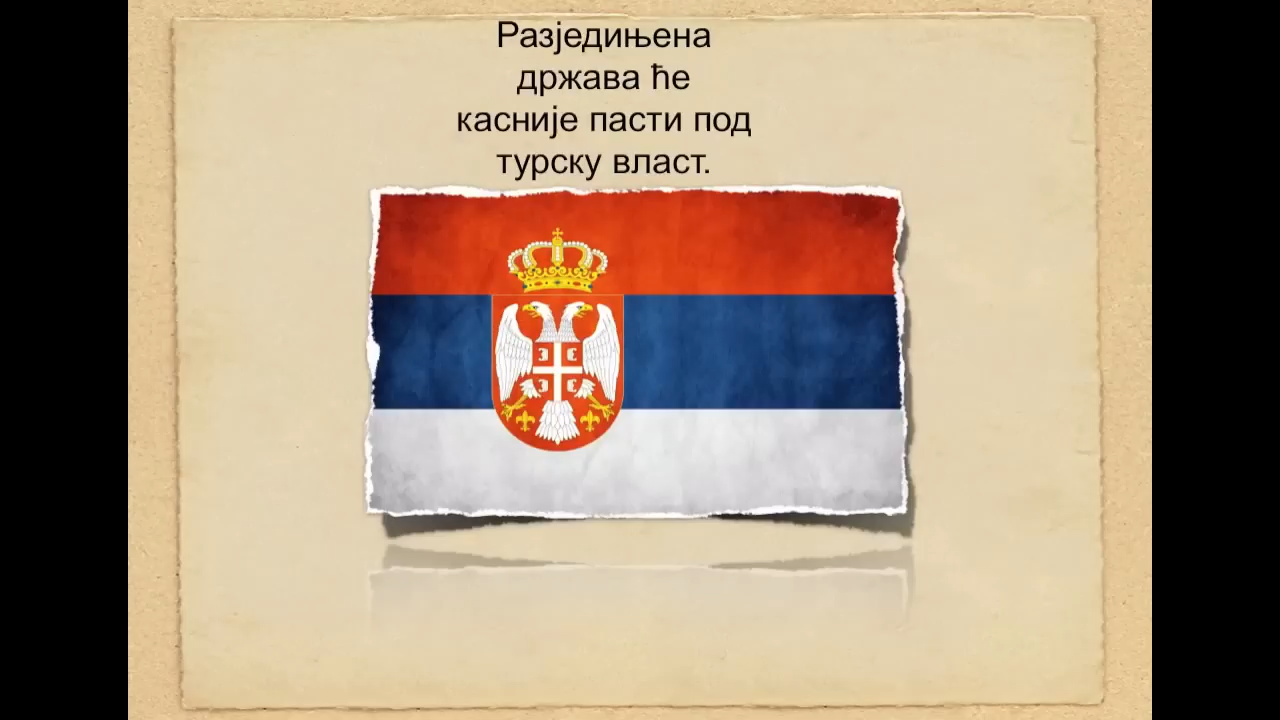 Разједињена
држава ће
касније пасти под
турску власт.